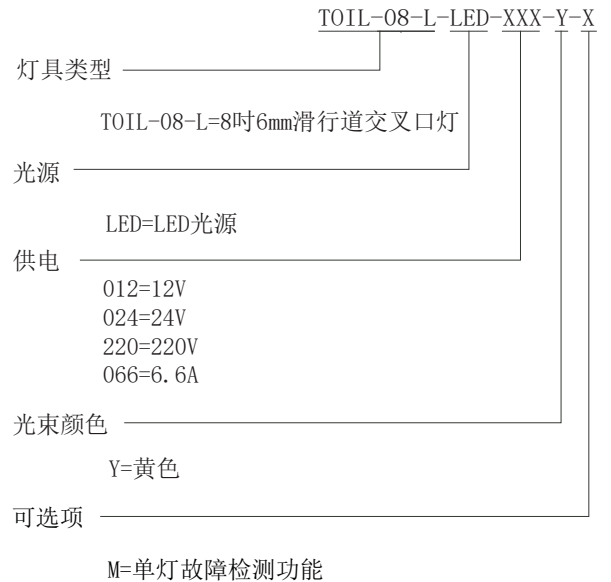 TOIL-08-L-LED-XXX-Y-X
灯具类型
TOIL-08-L=8吋6mm滑行道交叉口灯
光源
LED=LED光源
供电
012=12V
024=24V
220=220V
066=6.6A
光束颜色
Y=黄色
可选项
M=单灯故障检测功能